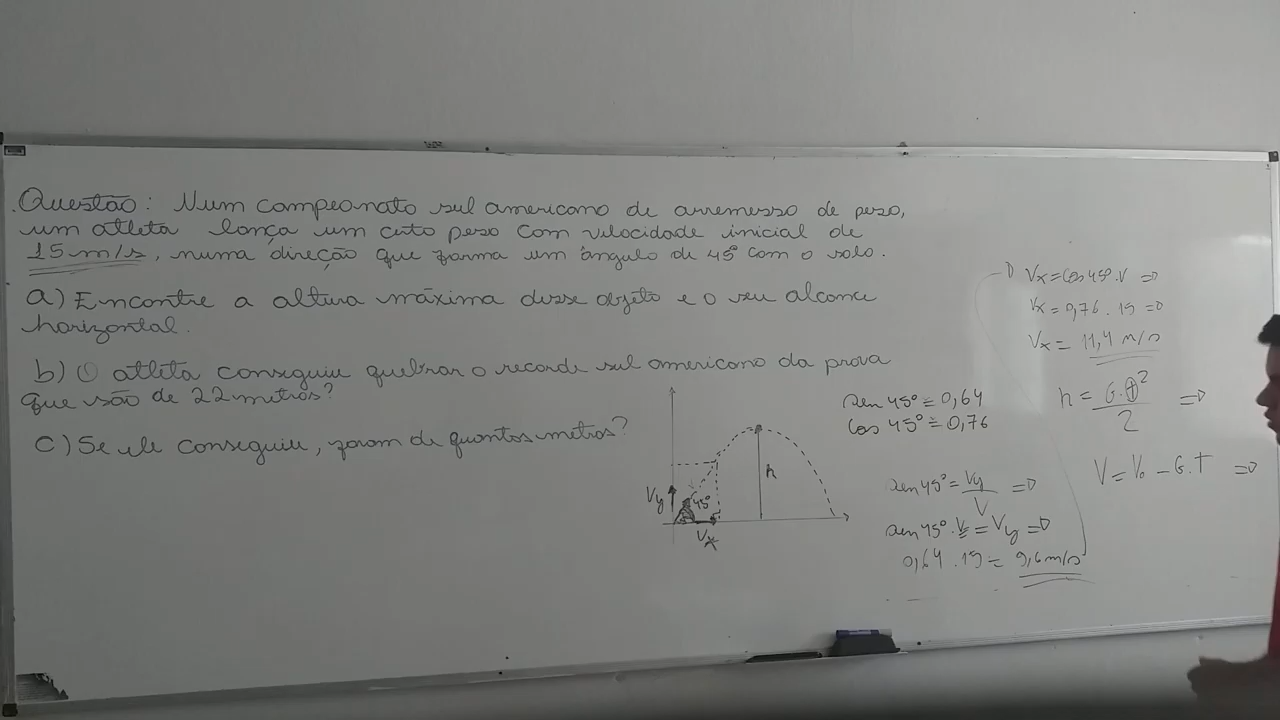 Questão: Num campeonato sul americano de arremesso de peso,
um atleta lança um certo peso com velocidade inicial de
15 m/s, numa direção que forma um ângulo de 45° com o solo.
a) Encontre a altura máxima desse objeto e o seu alcance
horizontal.
b) O atleta conseguiu quebrar o recorde sul americano da prova
que são de 22 metros?
c) Se ele conseguiu, foram de quantos metros?
Vy
45°
h
Vx
sen 45° ≅ 0,64
cos 45° ≅ 0,76
sen 45° = Vy/V ⇒
sen 45° . V = Vy ⇒
0,64 . 15 = 9,6 m/s
Vx = cos 45° . V ⇒
Vx = 0,76 . 15 ⇒
Vx = 11,4 m/s
h = G.t²/2 ⇒
V = V₀ - G.T ⇒